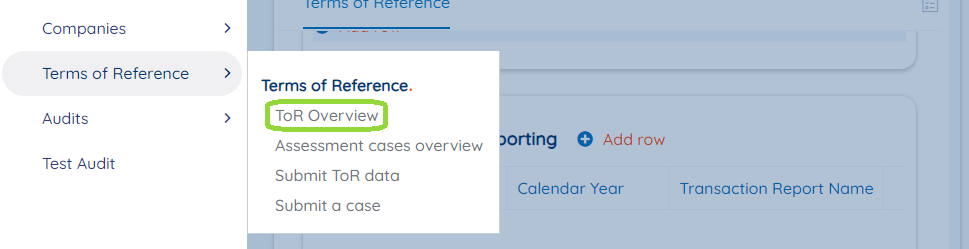 Companies
Terms of Reference
Audits
Test Audit
Terms of Reference.
ToR Overview
Assessment cases overview
Submit ToR data
Submit a case
Terms of Reference
Add row
porting
Add row
Calendar Year
Transaction Report Name